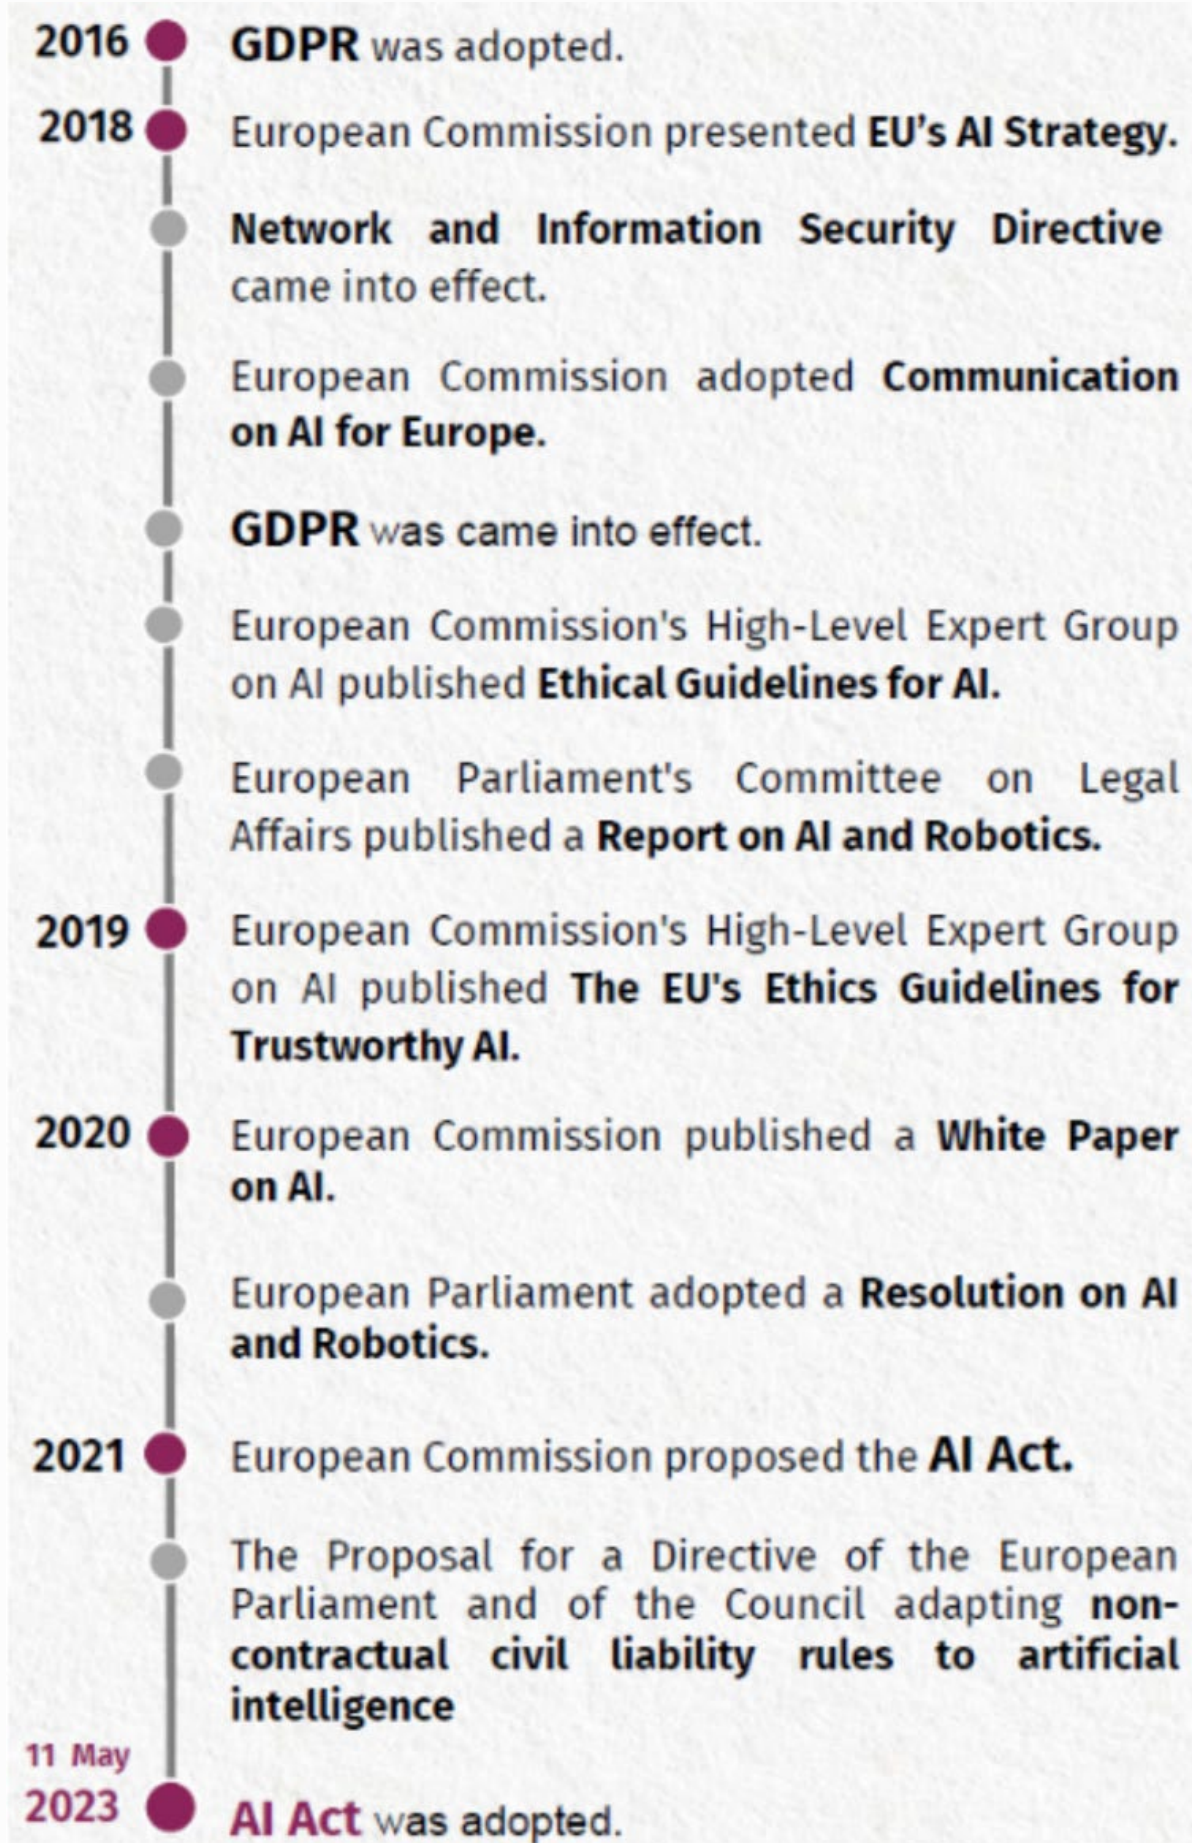 2016 GDPR was adopted.
2018 European Commission presented EU's AI Strategy.
Network and Information Security Directive
came into effect.
European Commission adopted Communication
on AI for Europe.
GDPR was came into effect.
European Commission's High-Level Expert Group
on AI published Ethical Guidelines for AI.
European Parliament's Committee on Legal
Affairs published a Report on AI and Robotics.
2019 European Commission's High-Level Expert Group
on AI published The EU's Ethics Guidelines for
Trustworthy AI.
2020 European Commission published a White Paper
on AI.
European Parliament adopted a Resolution on AI
and Robotics.
2021 European Commission proposed the AI Act.
The Proposal for a Directive of the European
Parliament and of the Council adapting non-
contractual civil liability rules to artificial
intelligence
11 May
2023 AI Act was adopted.